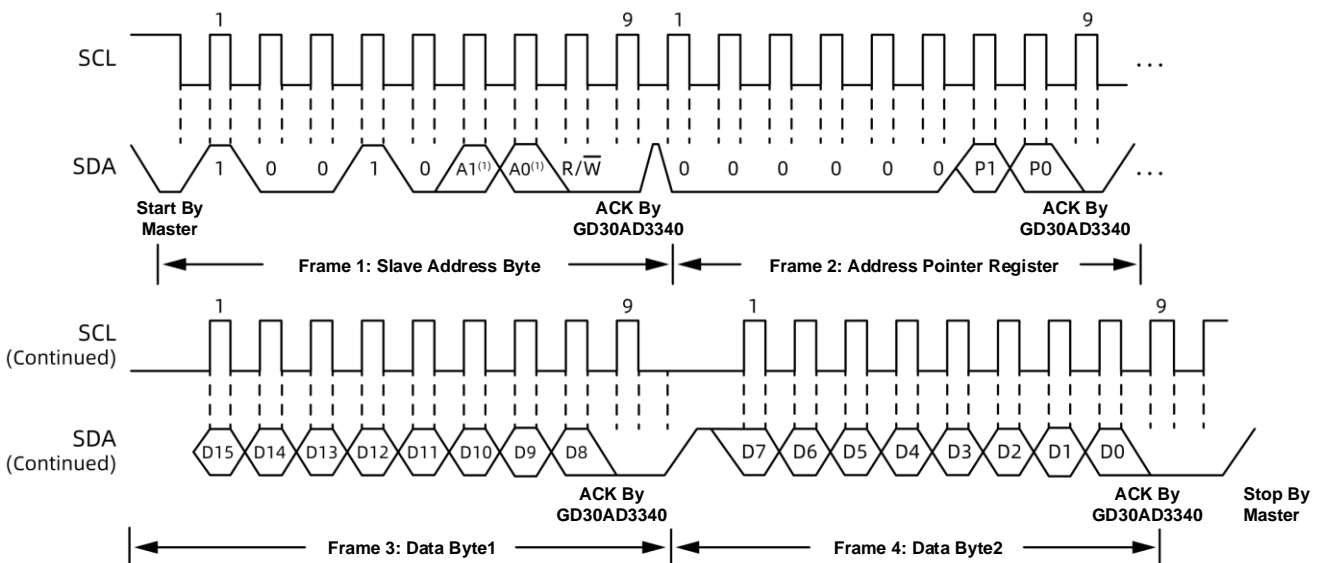 1 9 1 9
SCL ...
SDA 1 0 0 1 0 A1(1) A0(1) R/W̅ 0 0 0 0 0 0 P1 P0 ...
Start By
Master
ACK By
GD30AD3340
ACK By
GD30AD3340
Frame 1: Slave Address Byte
Frame 2: Address Pointer Register
1 9 1 9
SCL
(Continued)
SDA
(Continued)
D15 D14 D13 D12 D11 D10 D9 D8 D7 D6 D5 D4 D3 D2 D1 D0
ACK By
GD30AD3340
ACK By
GD30AD3340
Stop By
Master
Frame 3: Data Byte1
Frame 4: Data Byte2